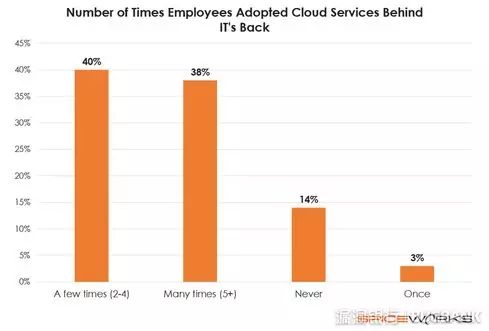 Number of Times Employees Adopted Cloud Services Behind
IT's Back
45%
40%
35%
30%
25%
20%
15%
10%
5%
0%
40%
38%
14%
3%
A few times (2-4)
Many times (5+)
Never
Once